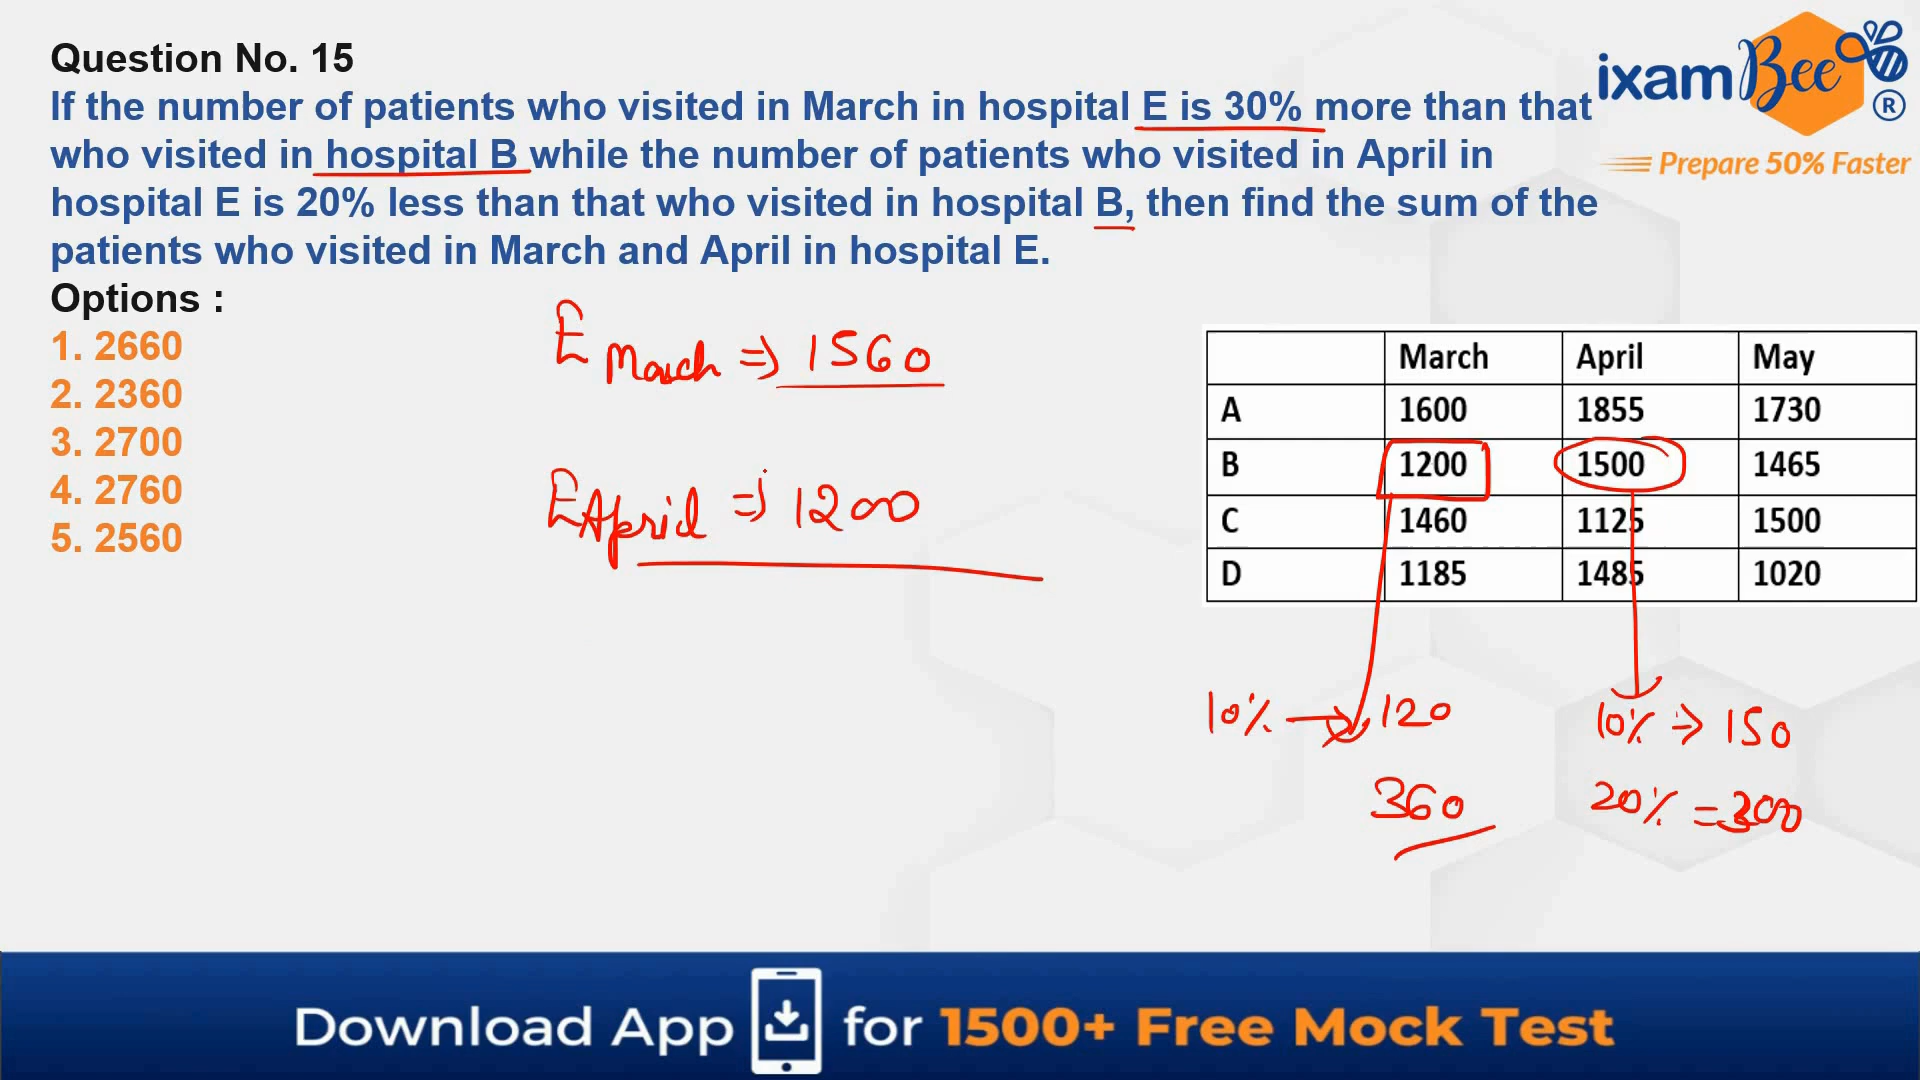 Question No. 15
If the number of patients who visited in March in hospital E is 30% more than that
who visited in hospital B while the number of patients who visited in April in
hospital E is 20% less than that who visited in hospital B, then find the sum of the
patients who visited in March and April in hospital E.
Options :
1. 2660
2. 2360
3. 2700
4. 2760
5. 2560
ixamBee ®
Prepare 50% Faster
E March ⇒ 1560
E April ⇒ 1200
March April May
A 1600 1855 1730
B 1200 1500 1465
C 1460 1125 1500
D 1185 1485 1020
10% → 120
360
10% ⇒ 150
20% = 300
Download App for 1500+ Free Mock Test